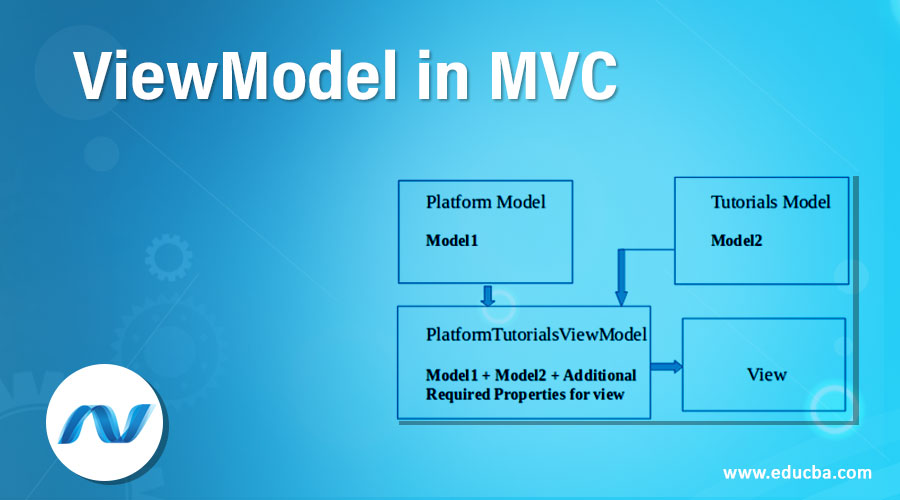 ViewModel in MVC
Platform Model
Model1
Tutorials Model
Model2
PlatformTutorialsViewModel
Model1 + Model2 + Additional
Required Properties for view
View
www.educba.com